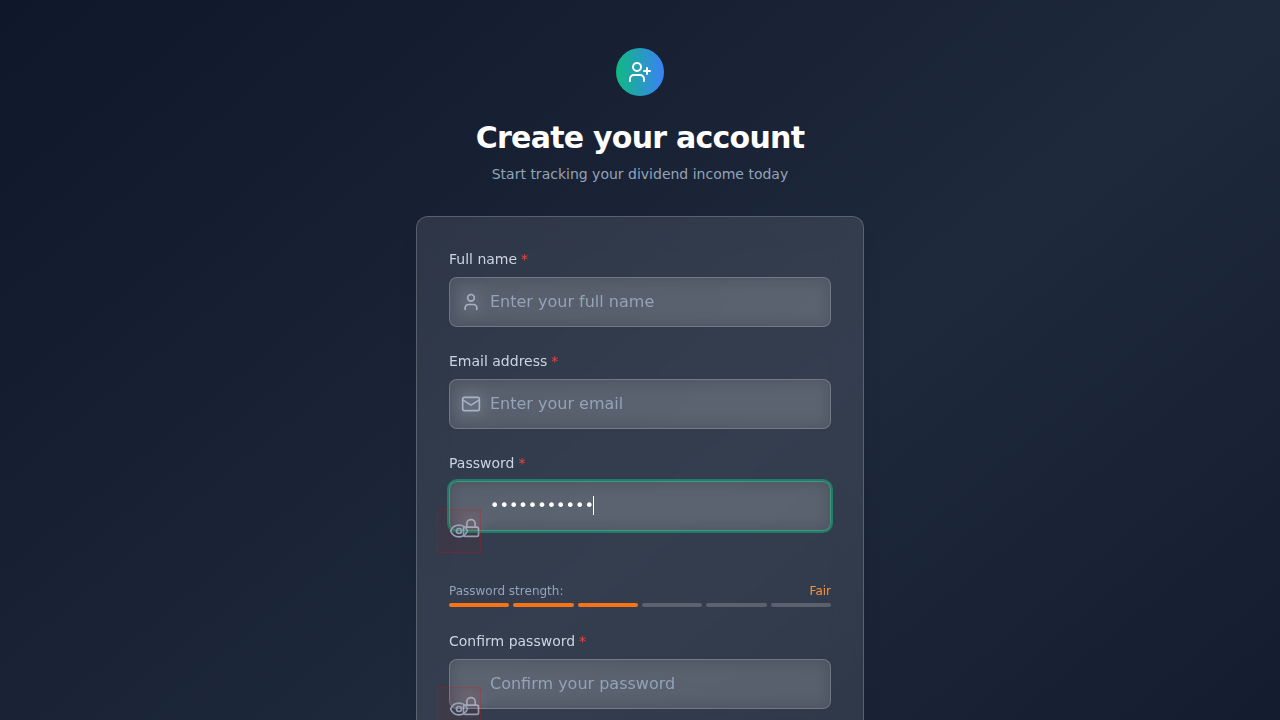 Create your account
Start tracking your dividend income today
Full name *
Enter your full name
Email address *
Enter your email
Password *
•••••••••••
Password strength:
Fair
Confirm password *
Confirm your password